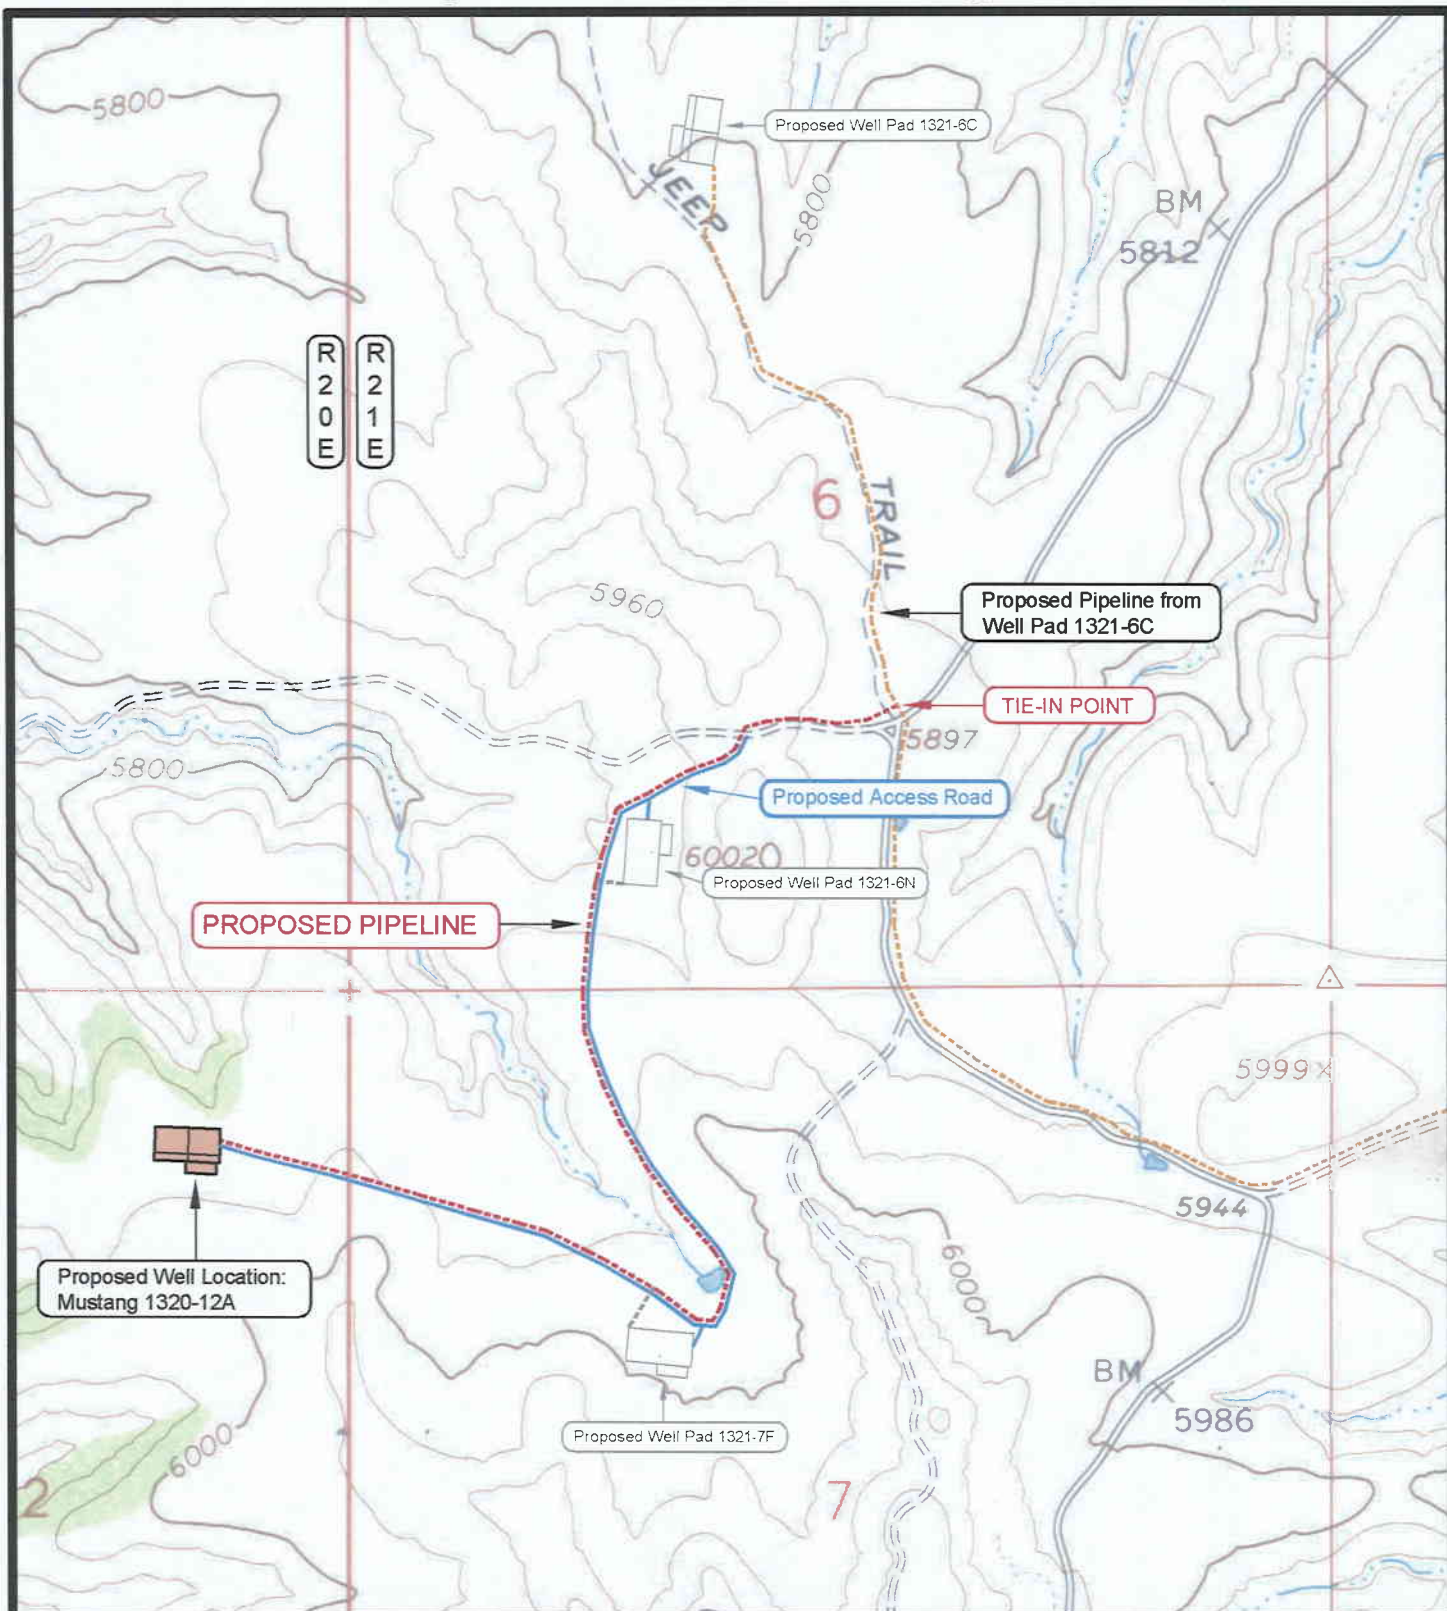 5800
Proposed Well Pad 1321-6C
JEEP
5800
BM
5812
R
2
0
E
R
2
1
E
6
TRAIL
5960
Proposed Pipeline from
Well Pad 1321-6C
TIE-IN POINT
5897
5800
Proposed Access Road
60020
Proposed Well Pad 1321-6N
PROPOSED PIPELINE
5999
5944
Proposed Well Location:
Mustang 1320-12A
6000
BM
5986
Proposed Well Pad 1321-7F
6000
2
7